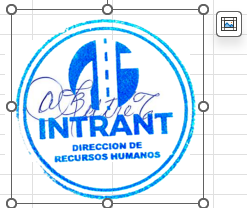 INTRANT
DIRECCION DE
RECURSOS HUMANOS